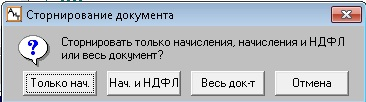 Сторнирование документа
Сторнировать только начисления, начисления и НДФЛ
или весь документ?
Только нач.
Нач. и НДФЛ
Весь док-т
Отмена